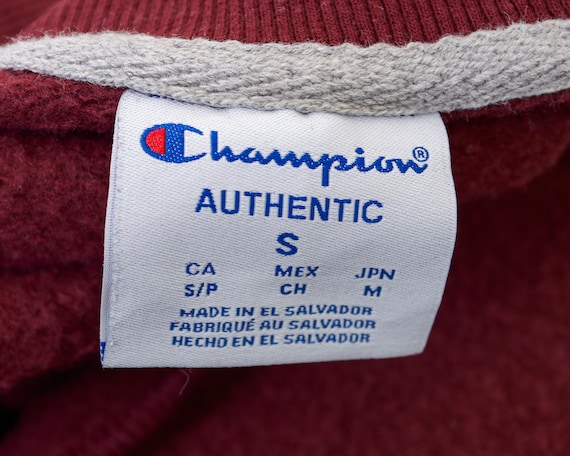 Champion®
AUTHENTIC
S
CA MEX JPN
S/P CH M
MADE IN EL SALVADOR
FABRIQUÉ AU SALVADOR
HECHO EN EL SALVADOR